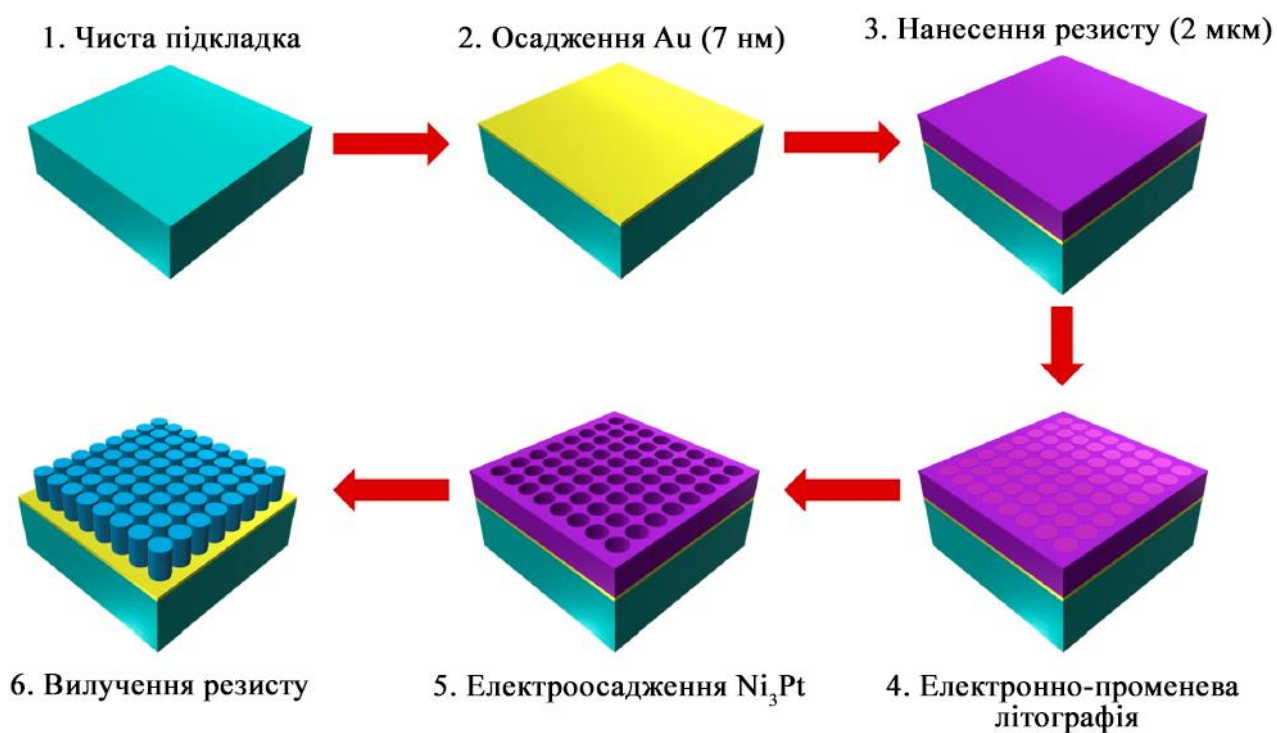 1. Чиста підкладка
2. Осадження Au (7 нм)
3. Нанесення резисту (2 мкм)
6. Вилучення резисту
5. Електроосадження Ni₃Pt
4. Електронно-променева
літографія